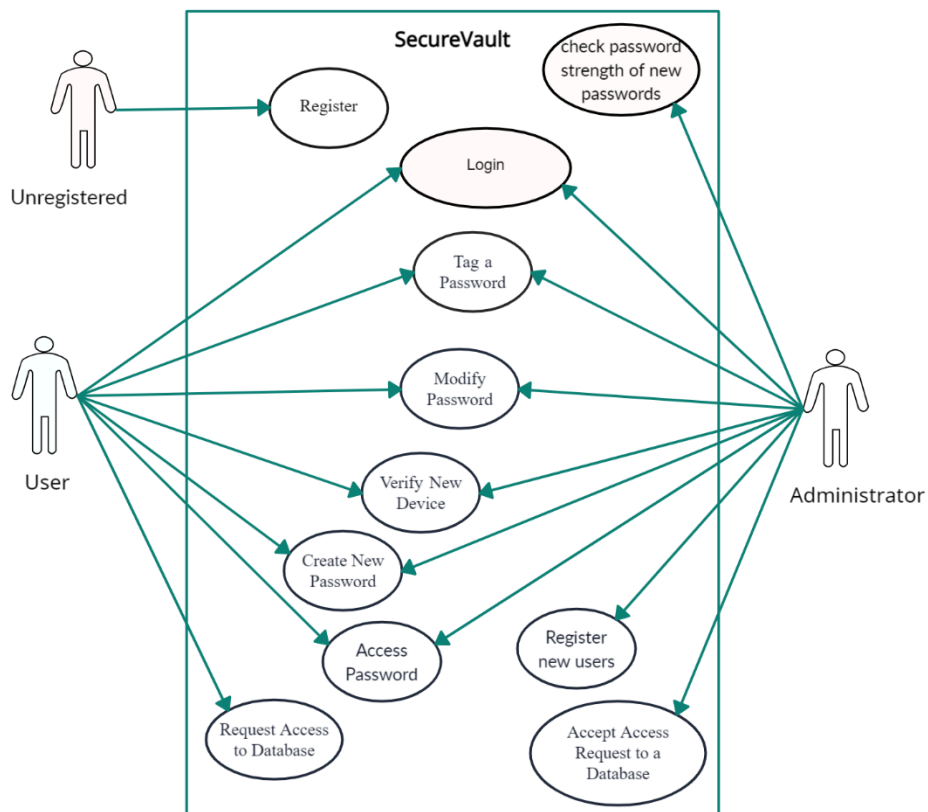 SecureVault
check password
strength of new
passwords
Register
Unregistered
Login
Tag a
Password
Modify
Password
User
Administrator
Verify New
Device
Create New
Password
Access
Password
Register
new users
Request Access
to Database
Accept Access
Request to a
Database